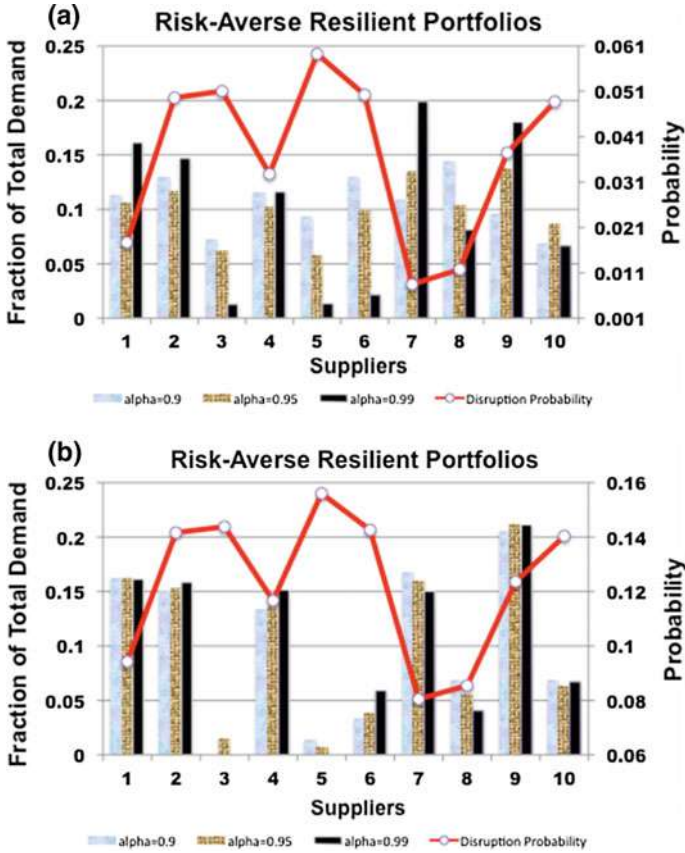 (a)
Risk-Averse Resilient Portfolios
Fraction of Total Demand
0.25
0.2
0.15
0.1
0.05
0
0.061
0.051
0.041
0.031
0.021
0.011
0.001
Probability
1 2 3 4 5 6 7 8 9 10
Suppliers
alpha=0.9 alpha=0.95 alpha=0.99 Disruption Probability
(b)
Risk-Averse Resilient Portfolios
Fraction of Total Demand
0.25
0.2
0.15
0.1
0.05
0
0.16
0.14
0.12
0.1
0.08
0.06
Probability
1 2 3 4 5 6 7 8 9 10
Suppliers
alpha=0.9 alpha=0.95 alpha=0.99 Disruption Probability